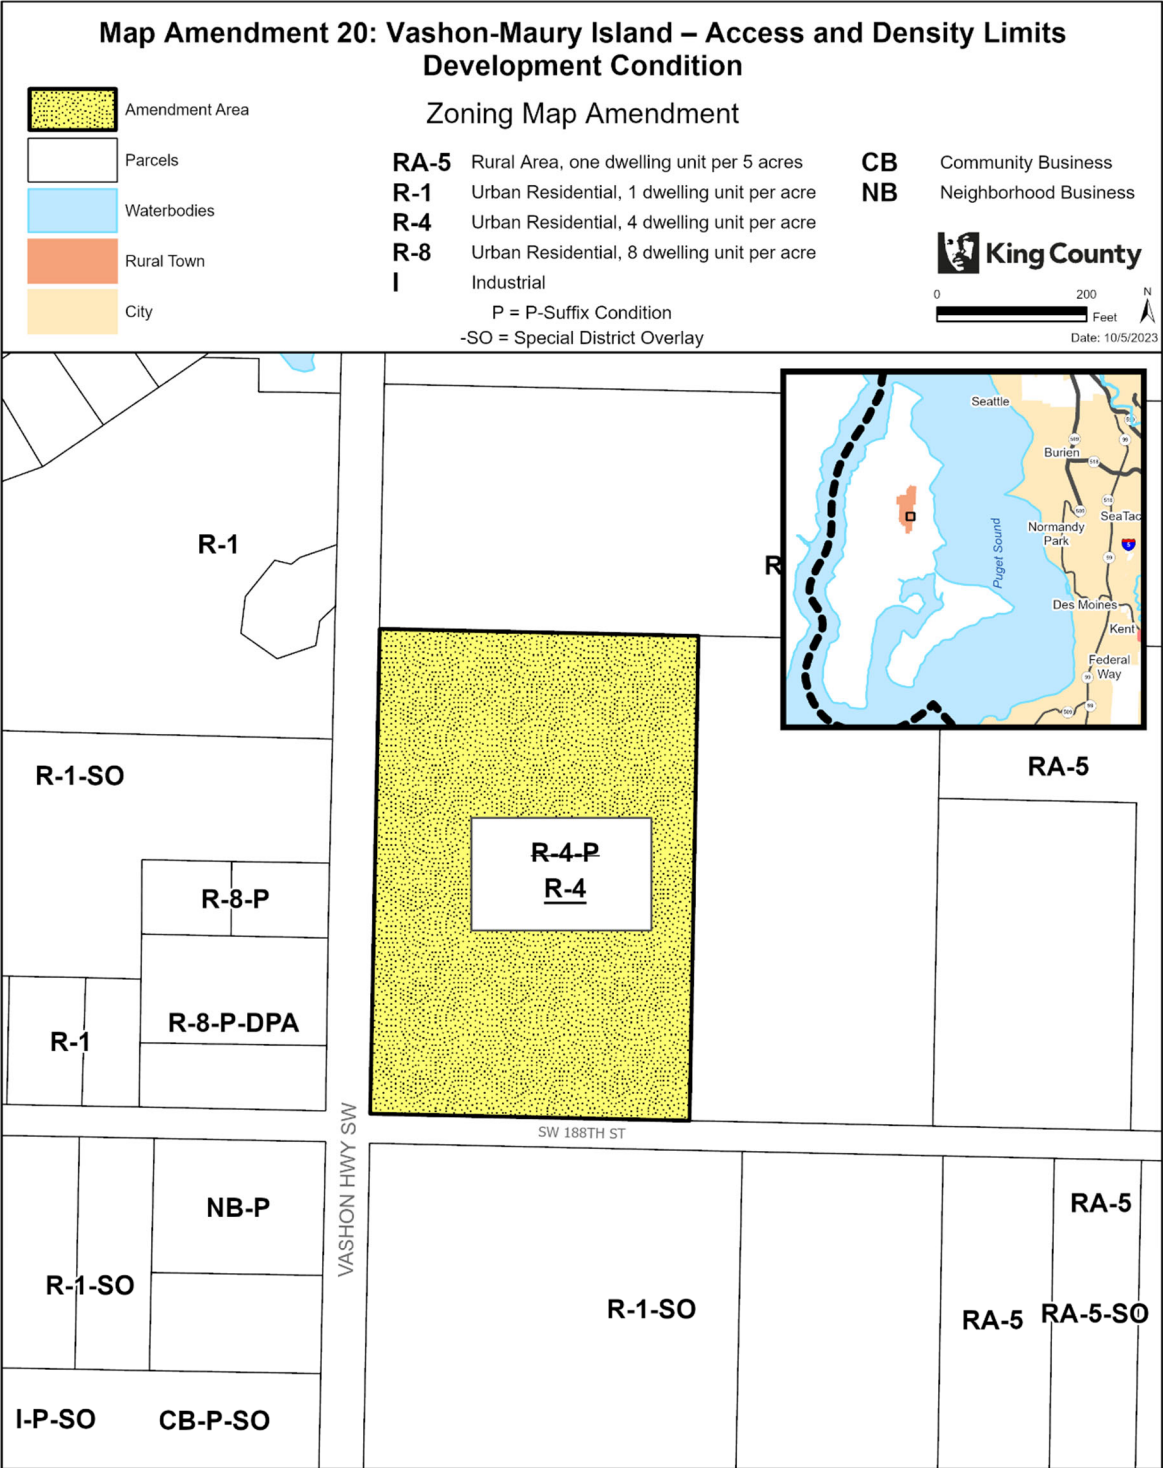 Map Amendment 20: Vashon-Maury Island – Access and Density Limits
Development Condition
Zoning Map Amendment
Amendment Area
Parcels
Waterbodies
Rural Town
City
RA-5 Rural Area, one dwelling unit per 5 acres
R-1 Urban Residential, 1 dwelling unit per acre
R-4 Urban Residential, 4 dwelling unit per acre
R-8 Urban Residential, 8 dwelling unit per acre
I Industrial
P = P-Suffix Condition
-SO = Special District Overlay
CB Community Business
NB Neighborhood Business
King County
0 200
Feet
N
Date: 10/5/2023
Seattle
Burien
SeaTac
Normandy
Park
Puget Sound
Des Moines
Kent
Federal
Way
5
509
518
99
R-1
R
R-1-SO
RA-5
R-4-P
R-4
R-8-P
R-8-P-DPA
R-1
SW 188TH ST
VASHON HWY SW
NB-P
RA-5
R-1-SO
R-1-SO
RA-5
RA-5-SO
I-P-SO
CB-P-SO